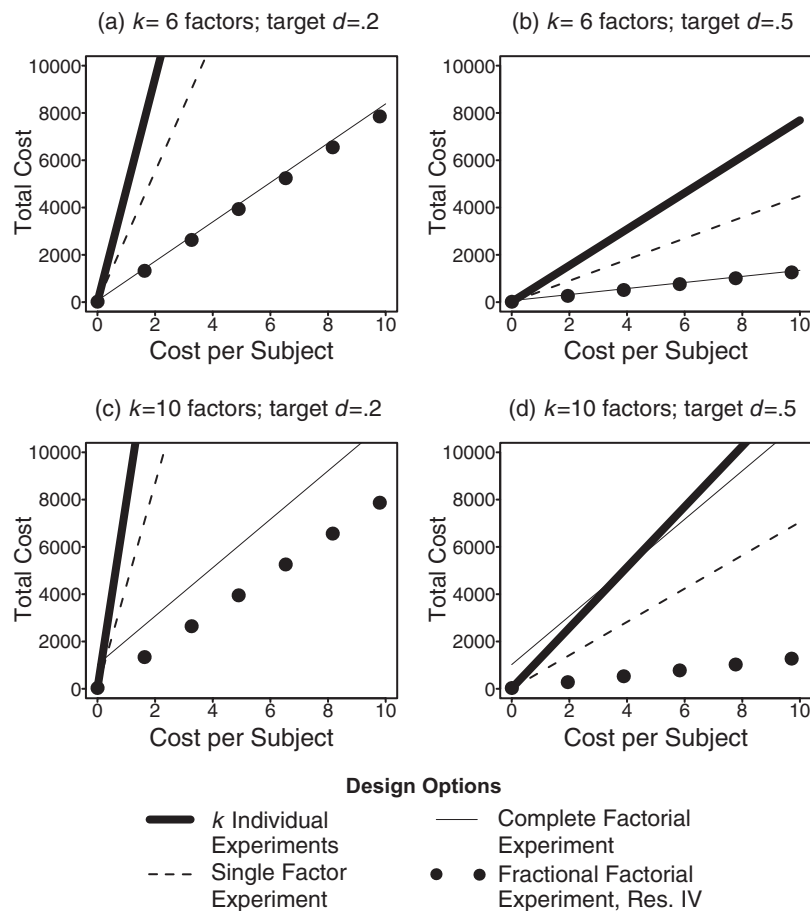 (a) k= 6 factors; target d=.2
10000
8000
6000
4000
2000
0
Total Cost
0 2 4 6 8 10
Cost per Subject
(b) k= 6 factors; target d=.5
10000
8000
6000
4000
2000
0
Total Cost
0 2 4 6 8 10
Cost per Subject
(c) k=10 factors; target d=.2
10000
8000
6000
4000
2000
0
Total Cost
0 2 4 6 8 10
Cost per Subject
(d) k=10 factors; target d=.5
10000
8000
6000
4000
2000
0
Total Cost
0 2 4 6 8 10
Cost per Subject
Design Options
k Individual
Experiments
Single Factor
Experiment
Complete Factorial
Experiment
Fractional Factorial
Experiment, Res. IV